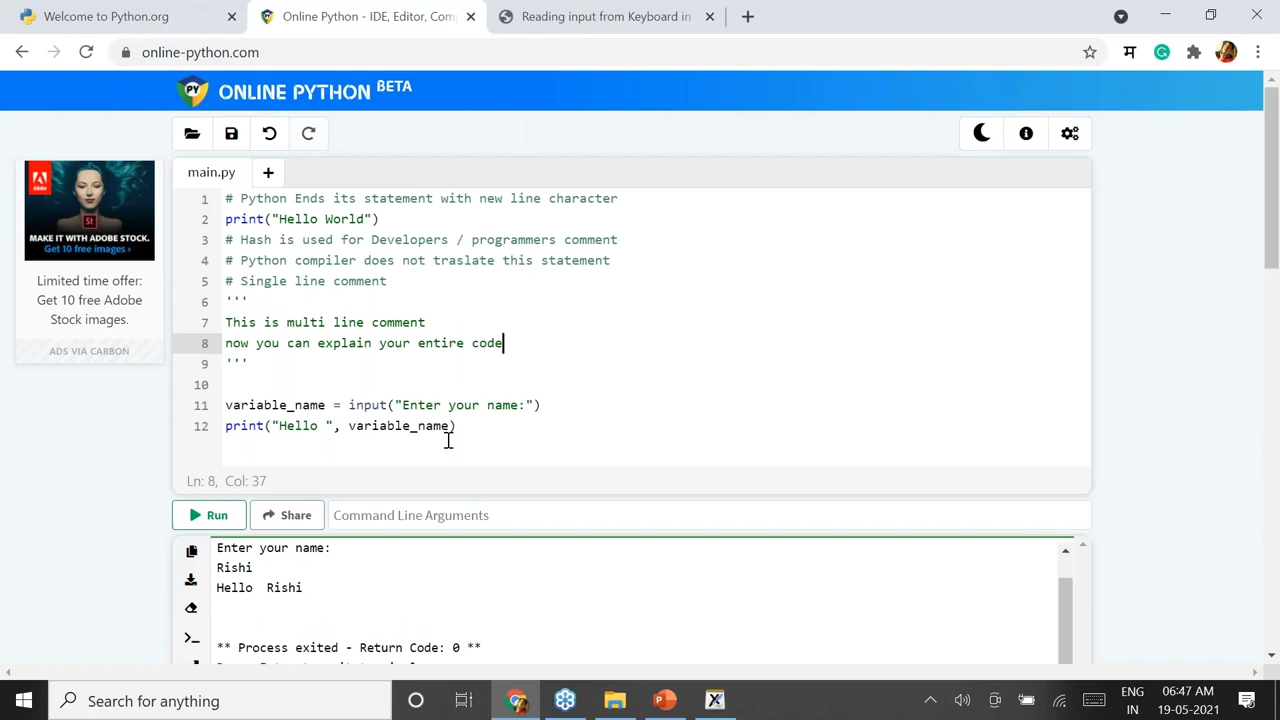 Welcome to Python.org
Online Python - IDE, Editor, Com
Reading input from Keyboard in
online-python.com
म
G
PY
ONLINE PYTHON BETA
main.py
+
1 # Python Ends its statement with new line character
2 print("Hello World")
3 # Hash is used for Developers / programmers comment
4 # Python compiler does not traslate this statement
5 # Single line comment
6 '''
7 This is multi line comment
8 now you can explain your entire code
9 '''
10
11 variable_name = input("Enter your name:")
12 print("Hello ", variable_name)
St
MAKE IT WITH ADOBE STOCK.
Get 10 free images ›
Limited time offer:
Get 10 free Adobe
Stock images.
ADS VIA CARBON
Ln: 8, Col: 37
Run
Share
Command Line Arguments
Enter your name:
Rishi
Hello  Rishi
** Process exited - Return Code: 0 **
Search for anything
ENG
IN
06:47 AM
19-05-2021